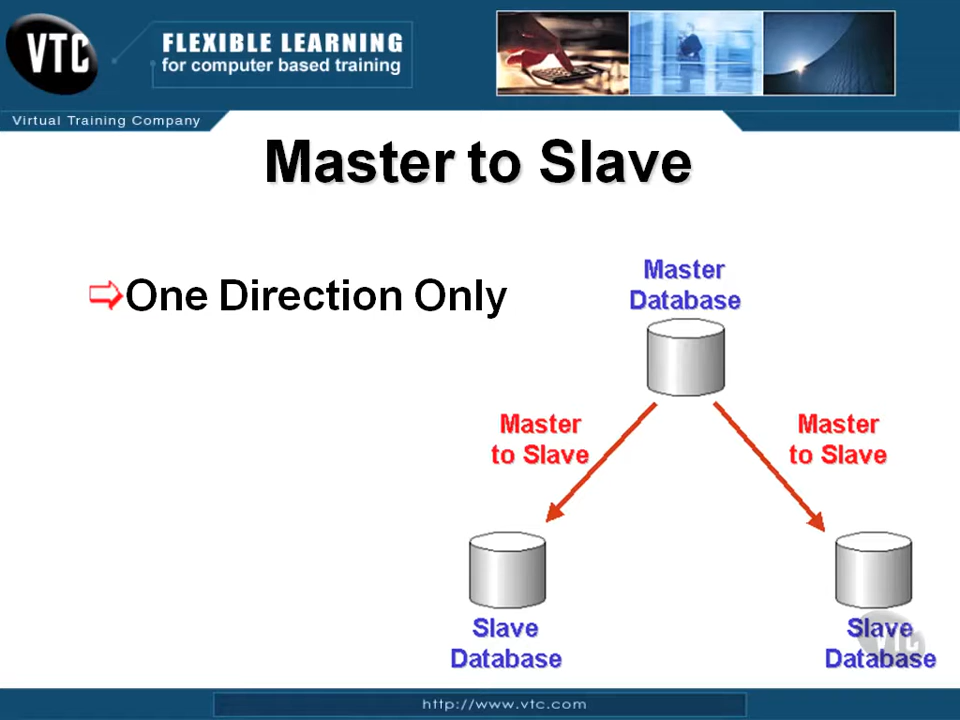 VTC
FLEXIBLE LEARNING
for computer based training
Virtual Training Company
Master to Slave
One Direction Only
Master
Database
Master
to Slave
Master
to Slave
Slave
Database
Slave
Database
VTC
http://www.vtc.com